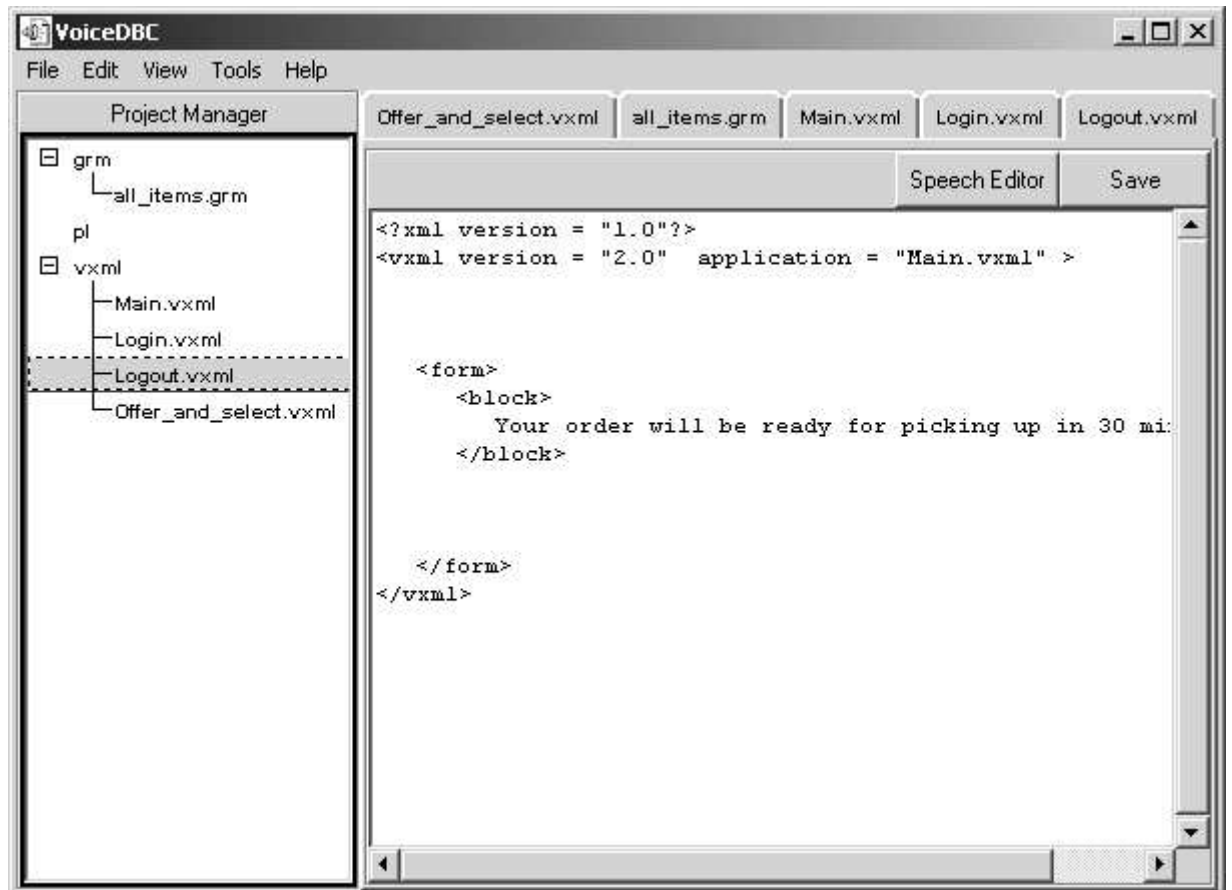 VoiceDBC
File Edit View Tools Help
Project Manager
grm
all_items.grm
pl
vxml
Main.vxml
Login.vxml
Logout.vxml
Offer_and_select.vxml
Offer_and_select.vxml all_items.grm Main.vxml Login.vxml Logout.vxml
Speech Editor Save
<?xml version = "1.0"?>
<vxml version = "2.0" application = "Main.vxml" >
<form>
<block>
Your order will be ready for picking up in 30
</block>
</form>
</vxml>